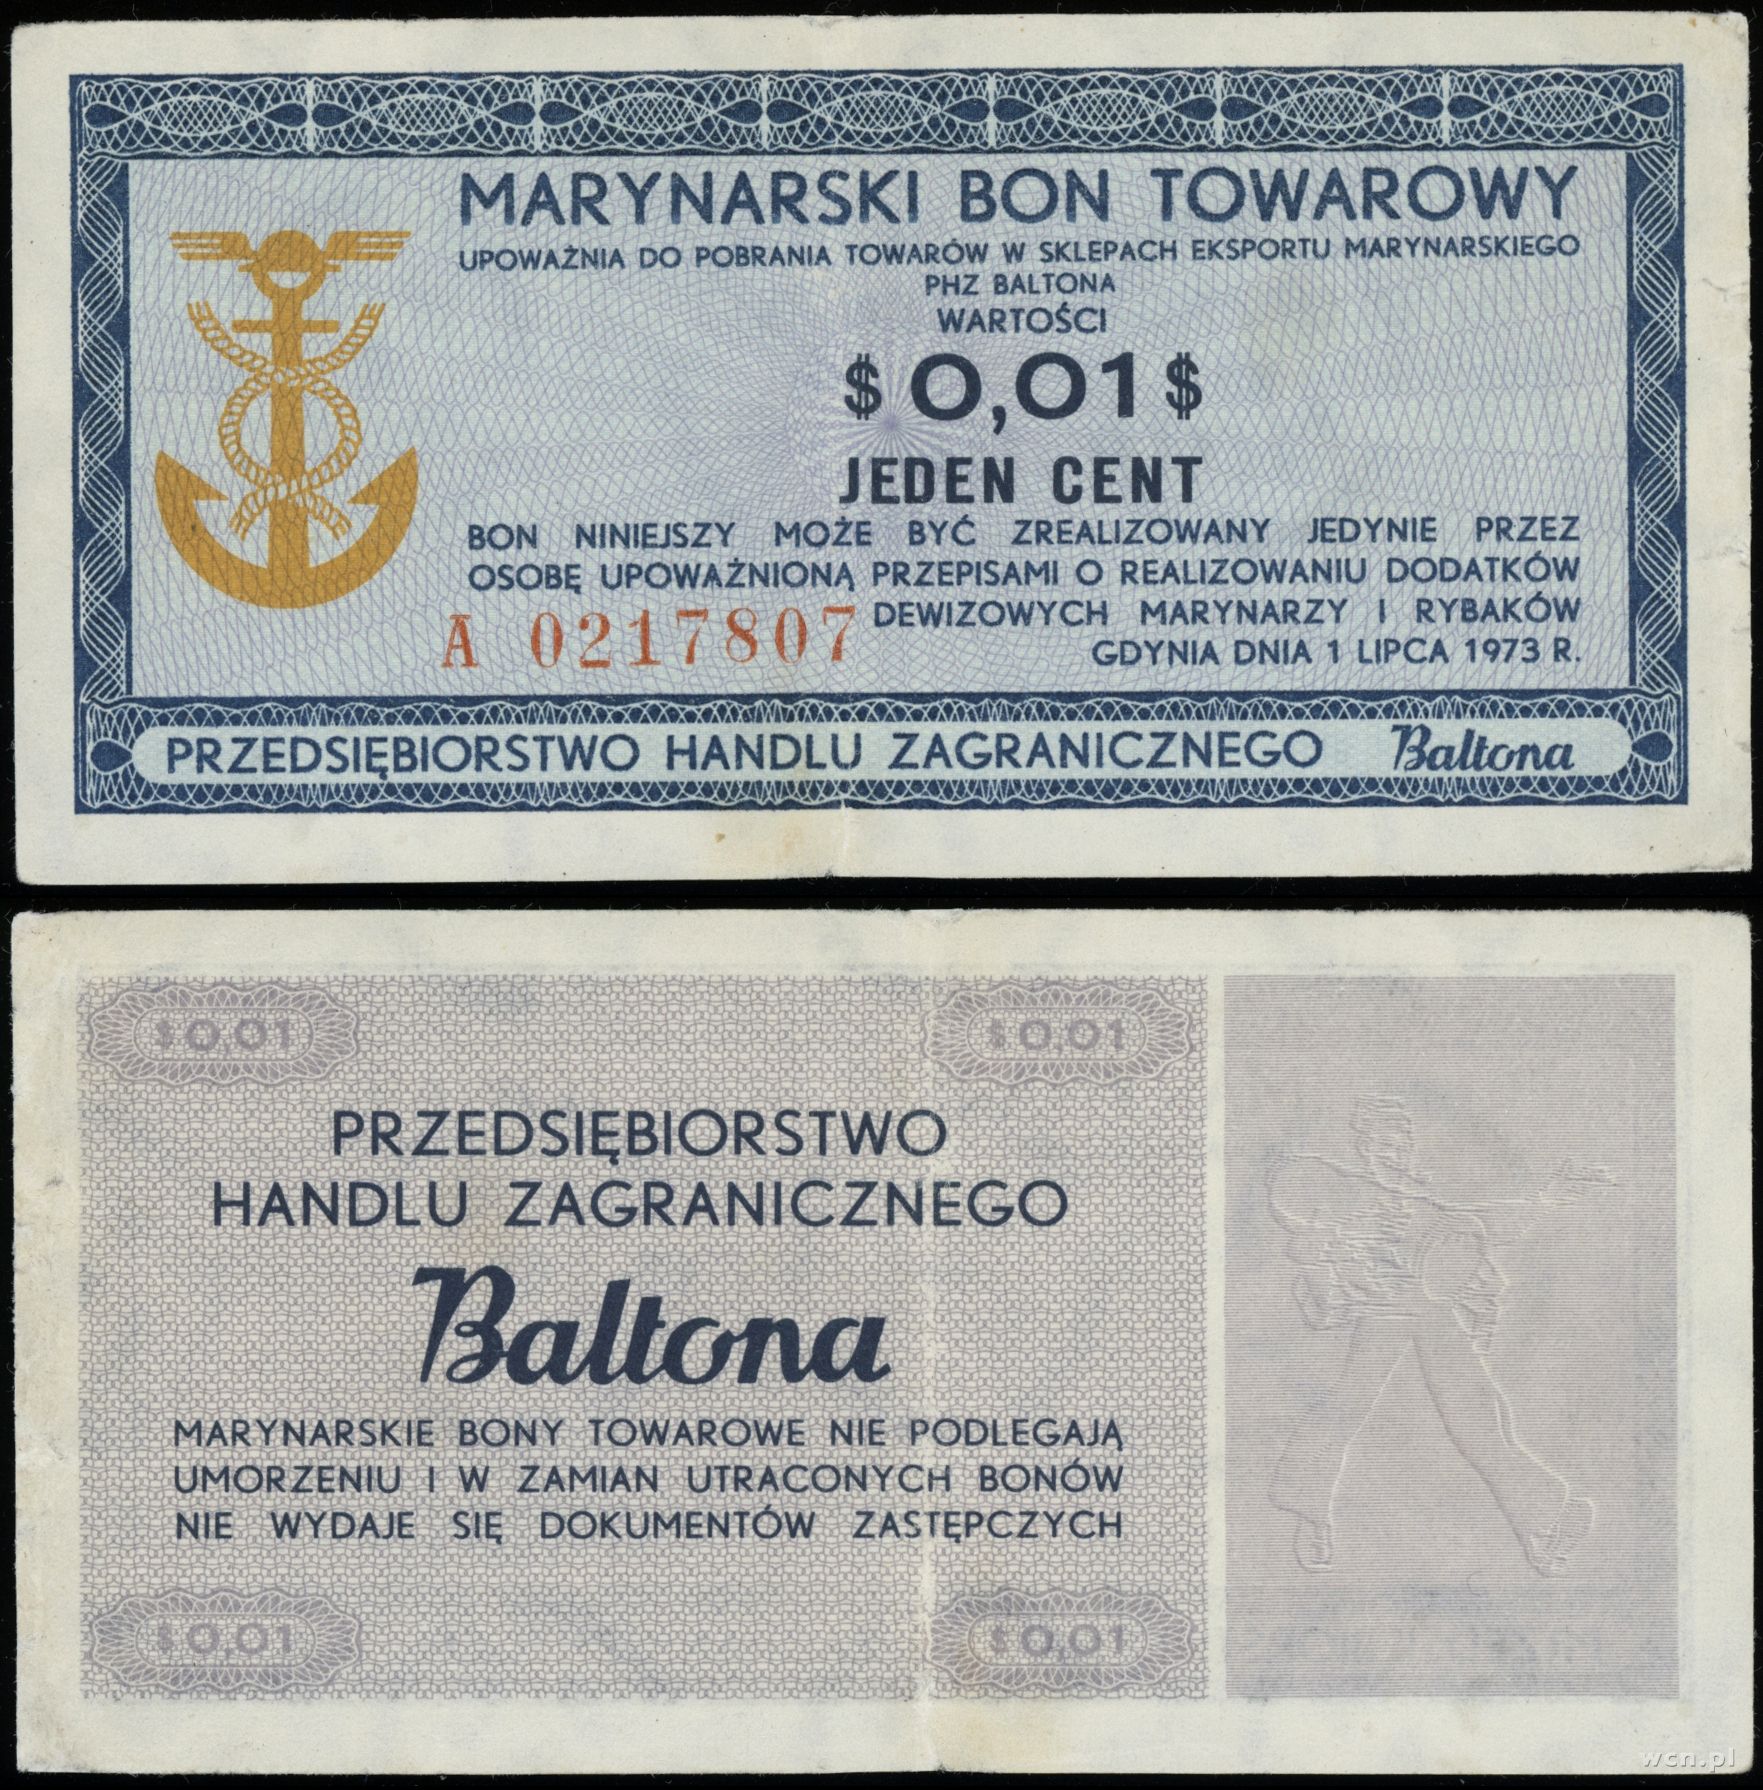 MARYNARSKI BON TOWAROWY
UPOWAŻNIA DO POBRANIA TOWARÓW W SKLEPACH EKSPORTU MARYNARSKIEGO
PHZ BALTONA
WARTOŚCI
$ 0,01 $
JEDEN CENT
BON NINIEJSZY MOŻE BYĆ ZREALIZOWANY JEDYNIE PRZEZ
OSOBĘ UPOWAŻNIONĄ PRZEPISAMI O REALIZOWANIU DODATKÓW
DEWIZOWYCH MARYNARZY I RYBAKÓW
A 0217807
GDYNIA DNIA 1 LIPCA 1973 R.
PRZEDSIĘBIORSTWO HANDLU ZAGRANICZNEGO Baltona
$ 0,01 $ 0,01
PRZEDSIĘBIORSTWO
HANDLU ZAGRANICZNEGO
Baltona
MARYNARSKIE BONY TOWAROWE NIE PODLEGAJĄ
UMORZENIU I W ZAMIAN UTRACONYCH BONÓW
NIE WYDAJE SIĘ DOKUMENTÓW ZASTĘPCZYCH
$ 0,01 $ 0,01
wcn.pl